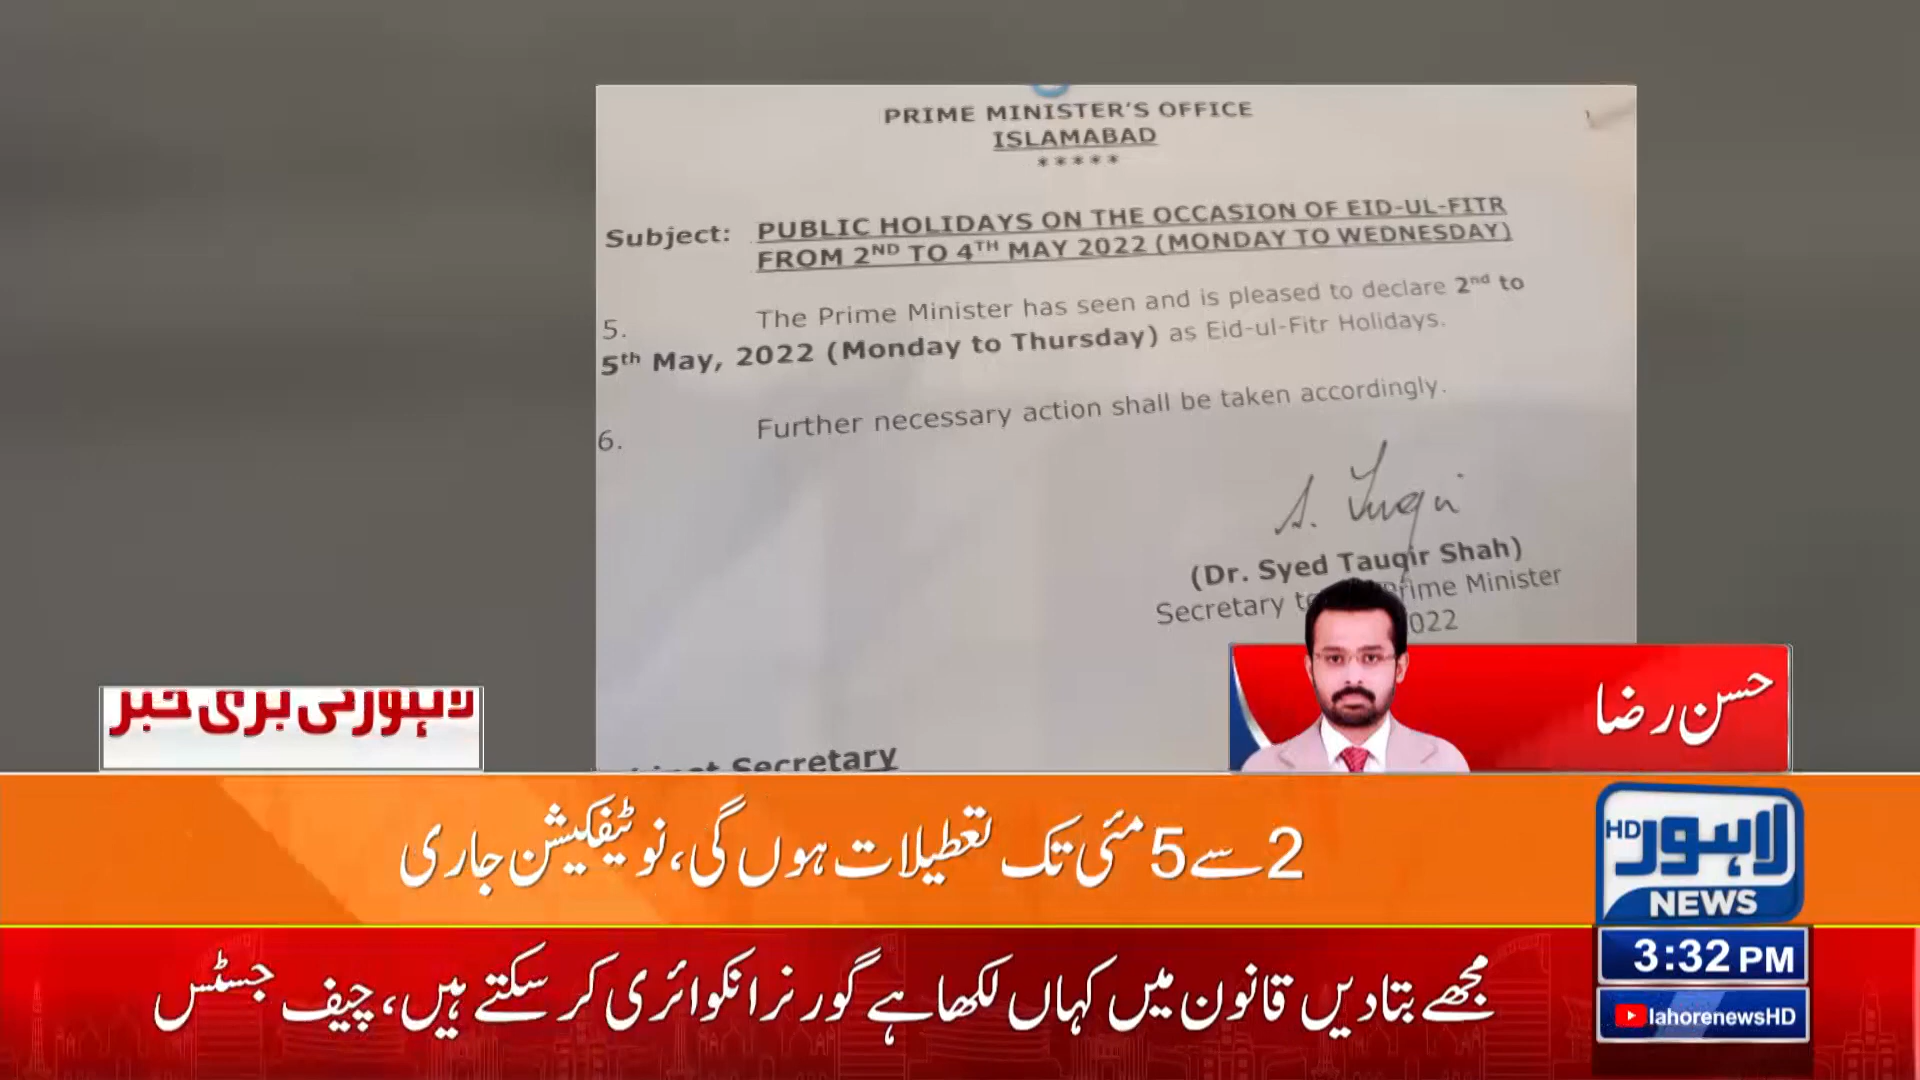 PRIME MINISTER'S OFFICE
ISLAMABAD
*****
Subject: PUBLIC HOLIDAYS ON THE OCCASION OF EID-UL-FITR
FROM 2ND TO 4TH MAY 2022 (MONDAY TO WEDNESDAY)
5. The Prime Minister has seen and is pleased to declare 2nd to
5th May, 2022 (Monday to Thursday) as Eid-ul-Fitr Holidays.
6. Further necessary action shall be taken accordingly.
(Dr. Syed Tauqir Shah)
Secretary Prime Minister
022
Secretary
حسن رضا
لاہور کی بڑی خبر
2 سے 5 مئی تک تعطیلات ہوں گی، نوٹیفکیشن جاری
HD لاہور
NEWS
3:32 PM
lahorenewsHD
مجھے بتادیں قانون میں کہاں لکھا ہے گورنر انکوائری کر سکتے ہیں، چیف جسٹس